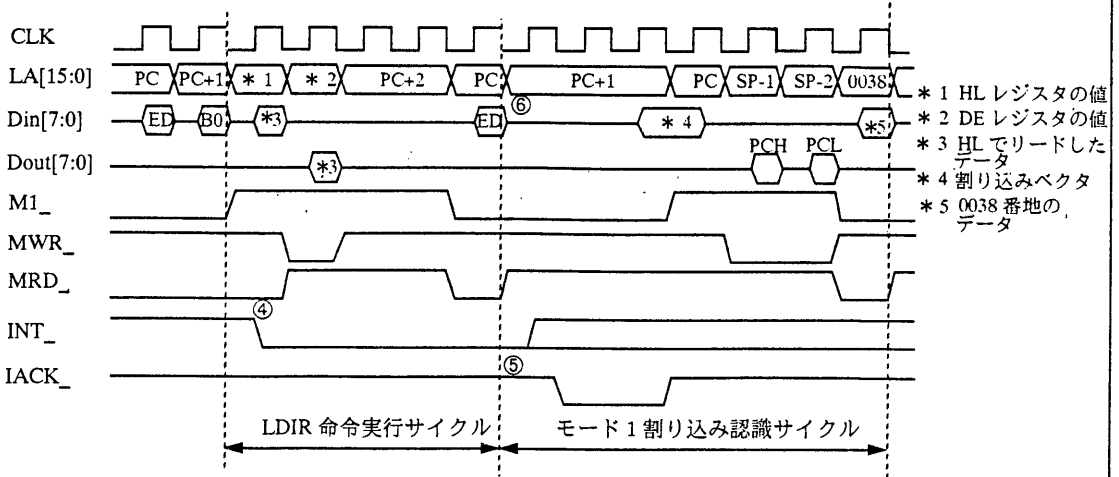 CLK
LA[15:0] PC PC+1 *1 *2 PC+2 PC PC+1 PC SP-1 SP-2 0038
Din[7:0] ED B0 *3 ED ⑥ *4 *5
Dout[7:0] *3 PCH PCL
M1_
MWR_
MRD_
④
INT_
⑤
IACK_
LDIR 命令実行サイクル モード 1 割り込み認識サイクル
*1 HL レジスタの値
*2 DE レジスタの値
*3 HL でリードした
データ
*4 割り込みベクタ
*5 0038 番地の
データ